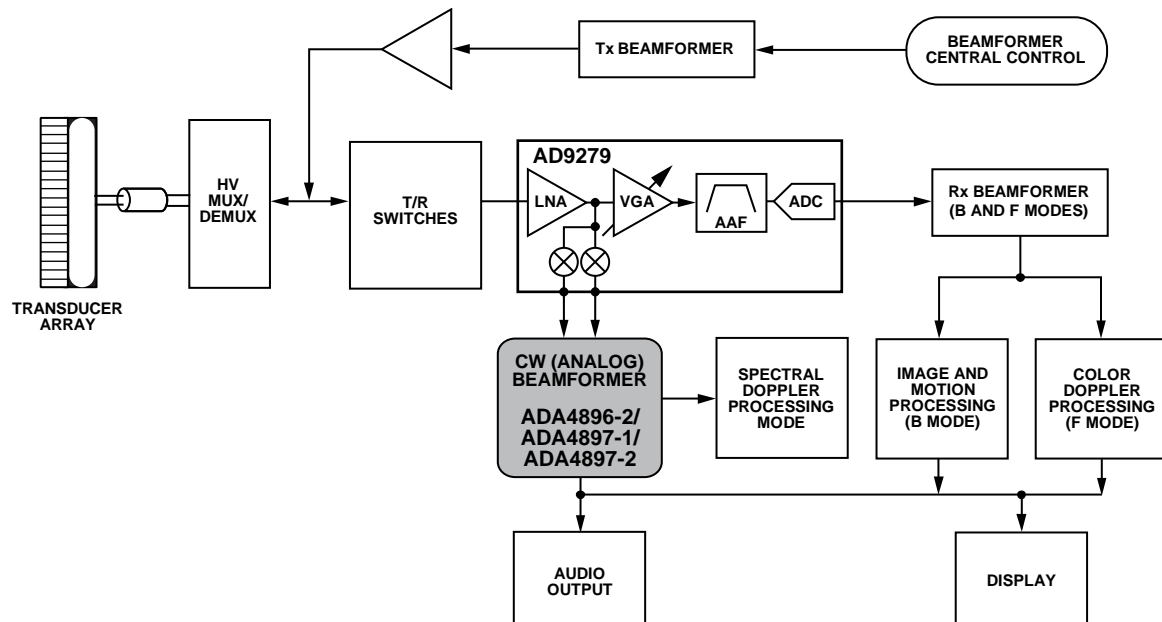 Tx BEAMFORMER
BEAMFORMER
CENTRAL CONTROL
HV
MUX/
DEMUX
T/R
SWITCHES
AD9279
LNA
VGA
AAF
ADC
Rx BEAMFORMER
(B AND F MODES)
TRANSDUCER
ARRAY
CW (ANALOG)
BEAMFORMER
ADA4896-2/
ADA4897-1/
ADA4897-2
SPECTRAL
DOPPLER
PROCESSING
MODE
IMAGE AND
MOTION
PROCESSING
(B MODE)
COLOR
DOPPLER
PROCESSING
(F MODE)
AUDIO
OUTPUT
DISPLAY